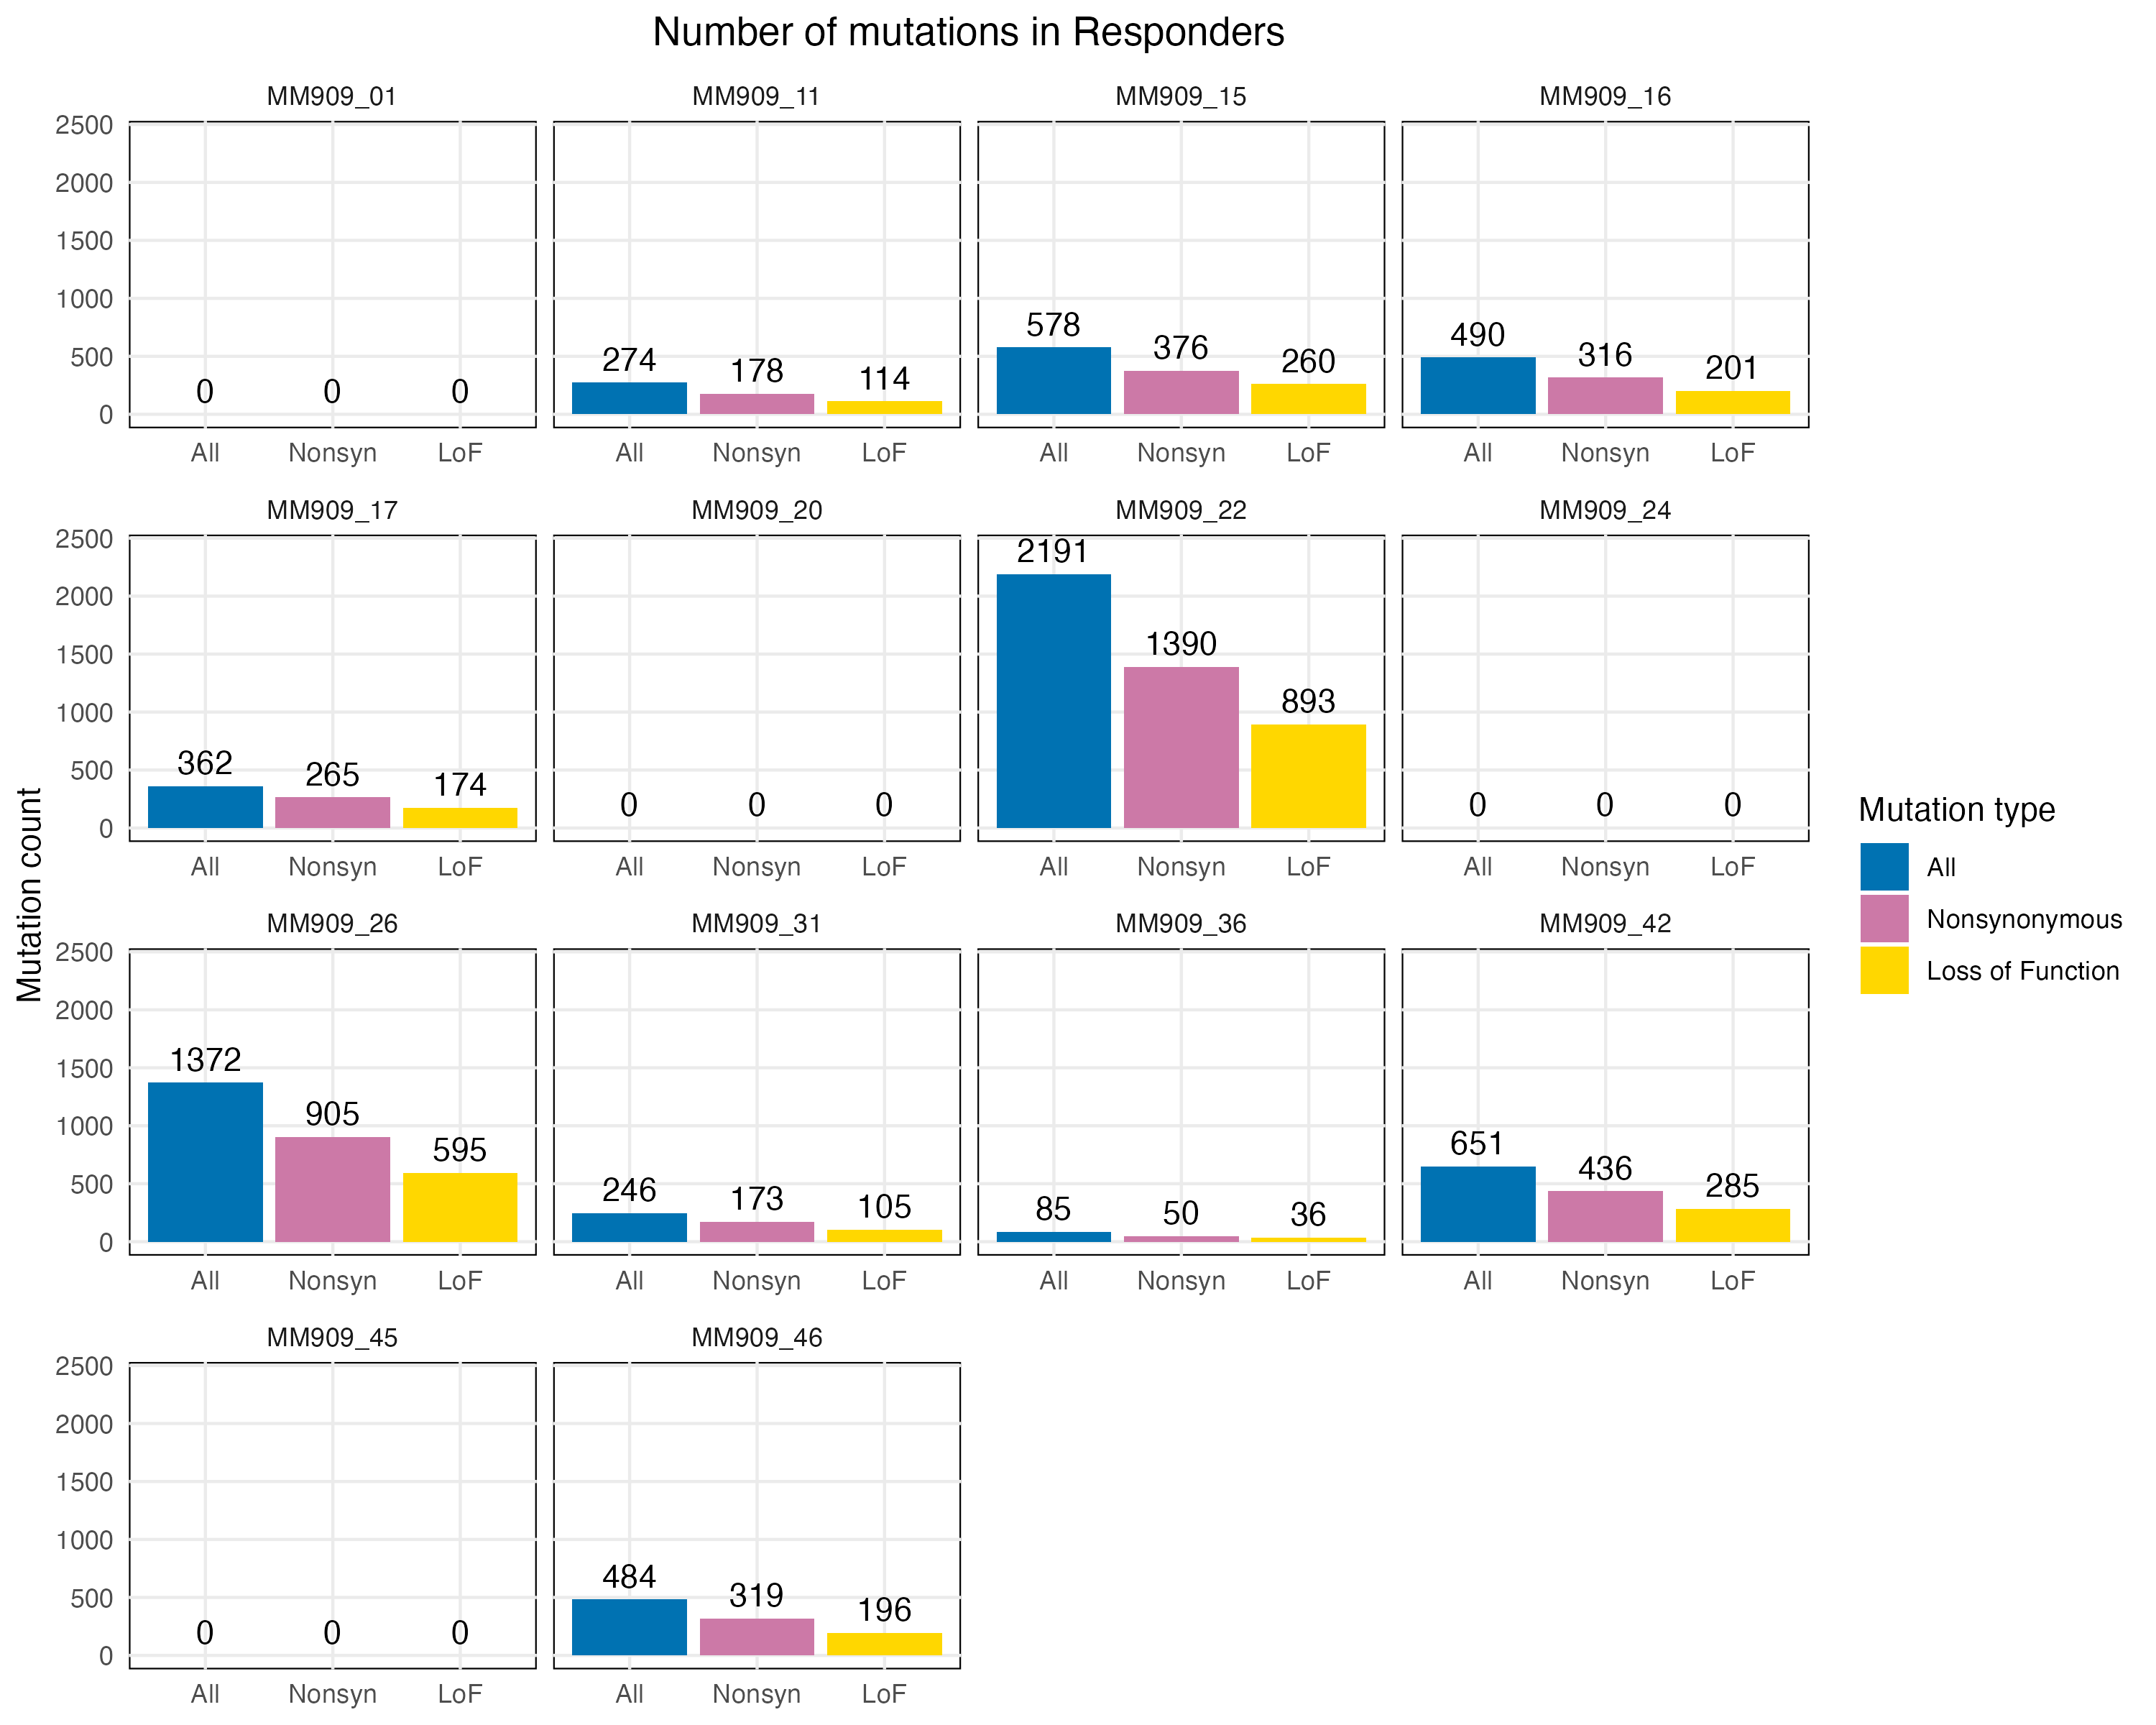 Number of mutations in Responders
MM909_01 MM909_11 MM909_15 MM909_16
2500
2000
1500
1000
500
0
0 0 0
274 178 114
578 376 260
490 316 201
All Nonsyn LoF All Nonsyn LoF All Nonsyn LoF All Nonsyn LoF
MM909_17 MM909_20 MM909_22 MM909_24
2500
2000
1500
1000
500
0
362 265 174
0 0 0
2191 1390 893
0 0 0
All Nonsyn LoF All Nonsyn LoF All Nonsyn LoF All Nonsyn LoF
MM909_26 MM909_31 MM909_36 MM909_42
2500
2000
1500
1000
500
0
1372 905 595
246 173 105
85 50 36
651 436 285
All Nonsyn LoF All Nonsyn LoF All Nonsyn LoF All Nonsyn LoF
MM909_45 MM909_46
2500
2000
1500
1000
500
0
0 0 0
484 319 196
All Nonsyn LoF All Nonsyn LoF
Mutation count
Mutation type
All
Nonsynonymous
Loss of Function